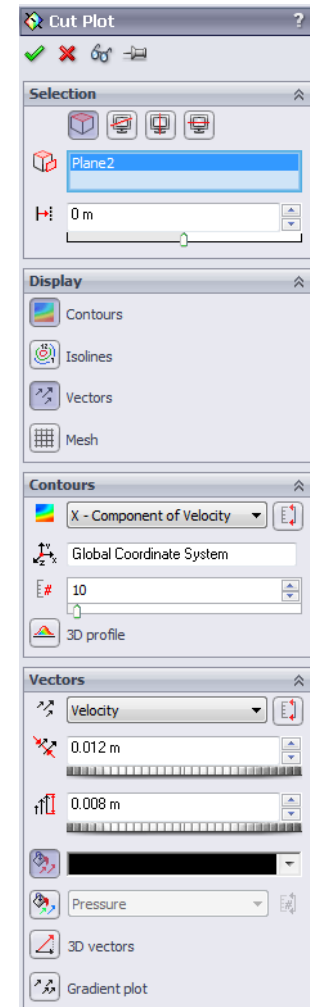 Cut Plot ?
Selection
Plane2
0 m
Display
Contours
Isolines
Vectors
Mesh
Contours
X - Component of Velocity
Global Coordinate System
10
3D profile
Vectors
Velocity
0.012 m
0.008 m
Pressure
3D vectors
Gradient plot